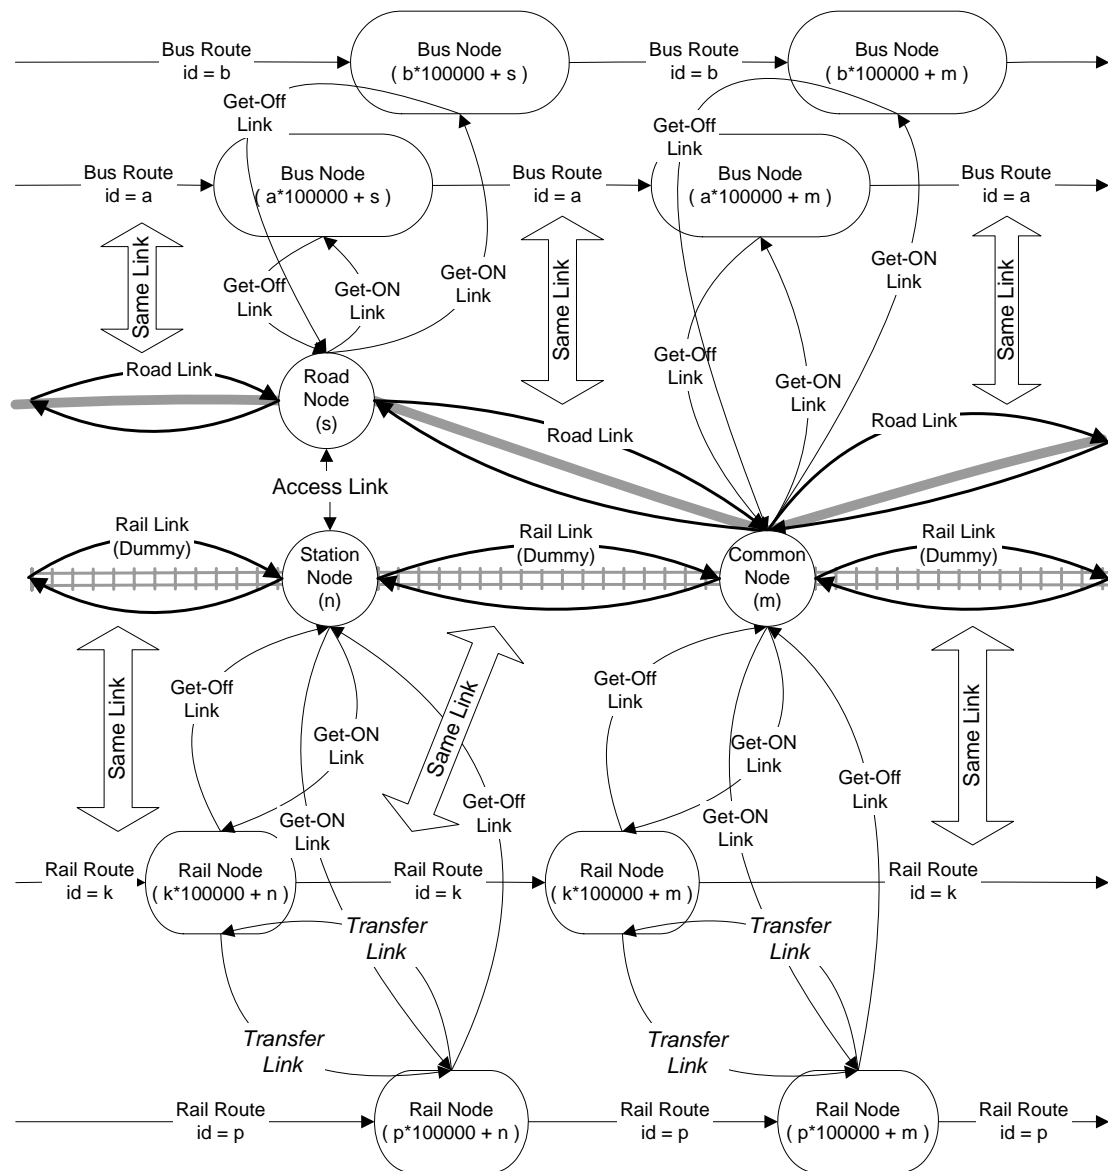 Bus Route
id = b
Bus Node
( b*100000 + s )
Bus Route
id = b
Bus Node
( b*100000 + m )
Get-Off
Link
Get-Off
Link
Bus Route
id = a
Bus Node
( a*100000 + s )
Bus Route
id = a
Bus Node
( a*100000 + m )
Bus Route
id = a
Same Link
Get-Off
Link
Get-ON
Link
Get-ON
Link
Same Link
Get-ON
Link
Same Link
Get-Off
Link
Get-ON
Link
Road Link
Road
Node
(s)
Road Link
Road Link
Access Link
Rail Link
(Dummy)
Station
Node
(n)
Rail Link
(Dummy)
Common
Node
(m)
Rail Link
(Dummy)
Same Link
Get-Off
Link
Get-ON
Link
Same Link
Get-Off
Link
Get-ON
Link
Same Link
Get-ON
Link
Get-Off
Link
Get-ON
Link
Get-Off
Link
Rail Route
id = k
Rail Node
( k*100000 + n )
Rail Route
id = k
Rail Node
( k*100000 + m )
Rail Route
id = k
Transfer
Link
Transfer
Link
Transfer
Link
Transfer
Link
Rail Route
id = p
Rail Node
( p*100000 + n )
Rail Route
id = p
Rail Node
( p*100000 + m )
Rail Route
id = p